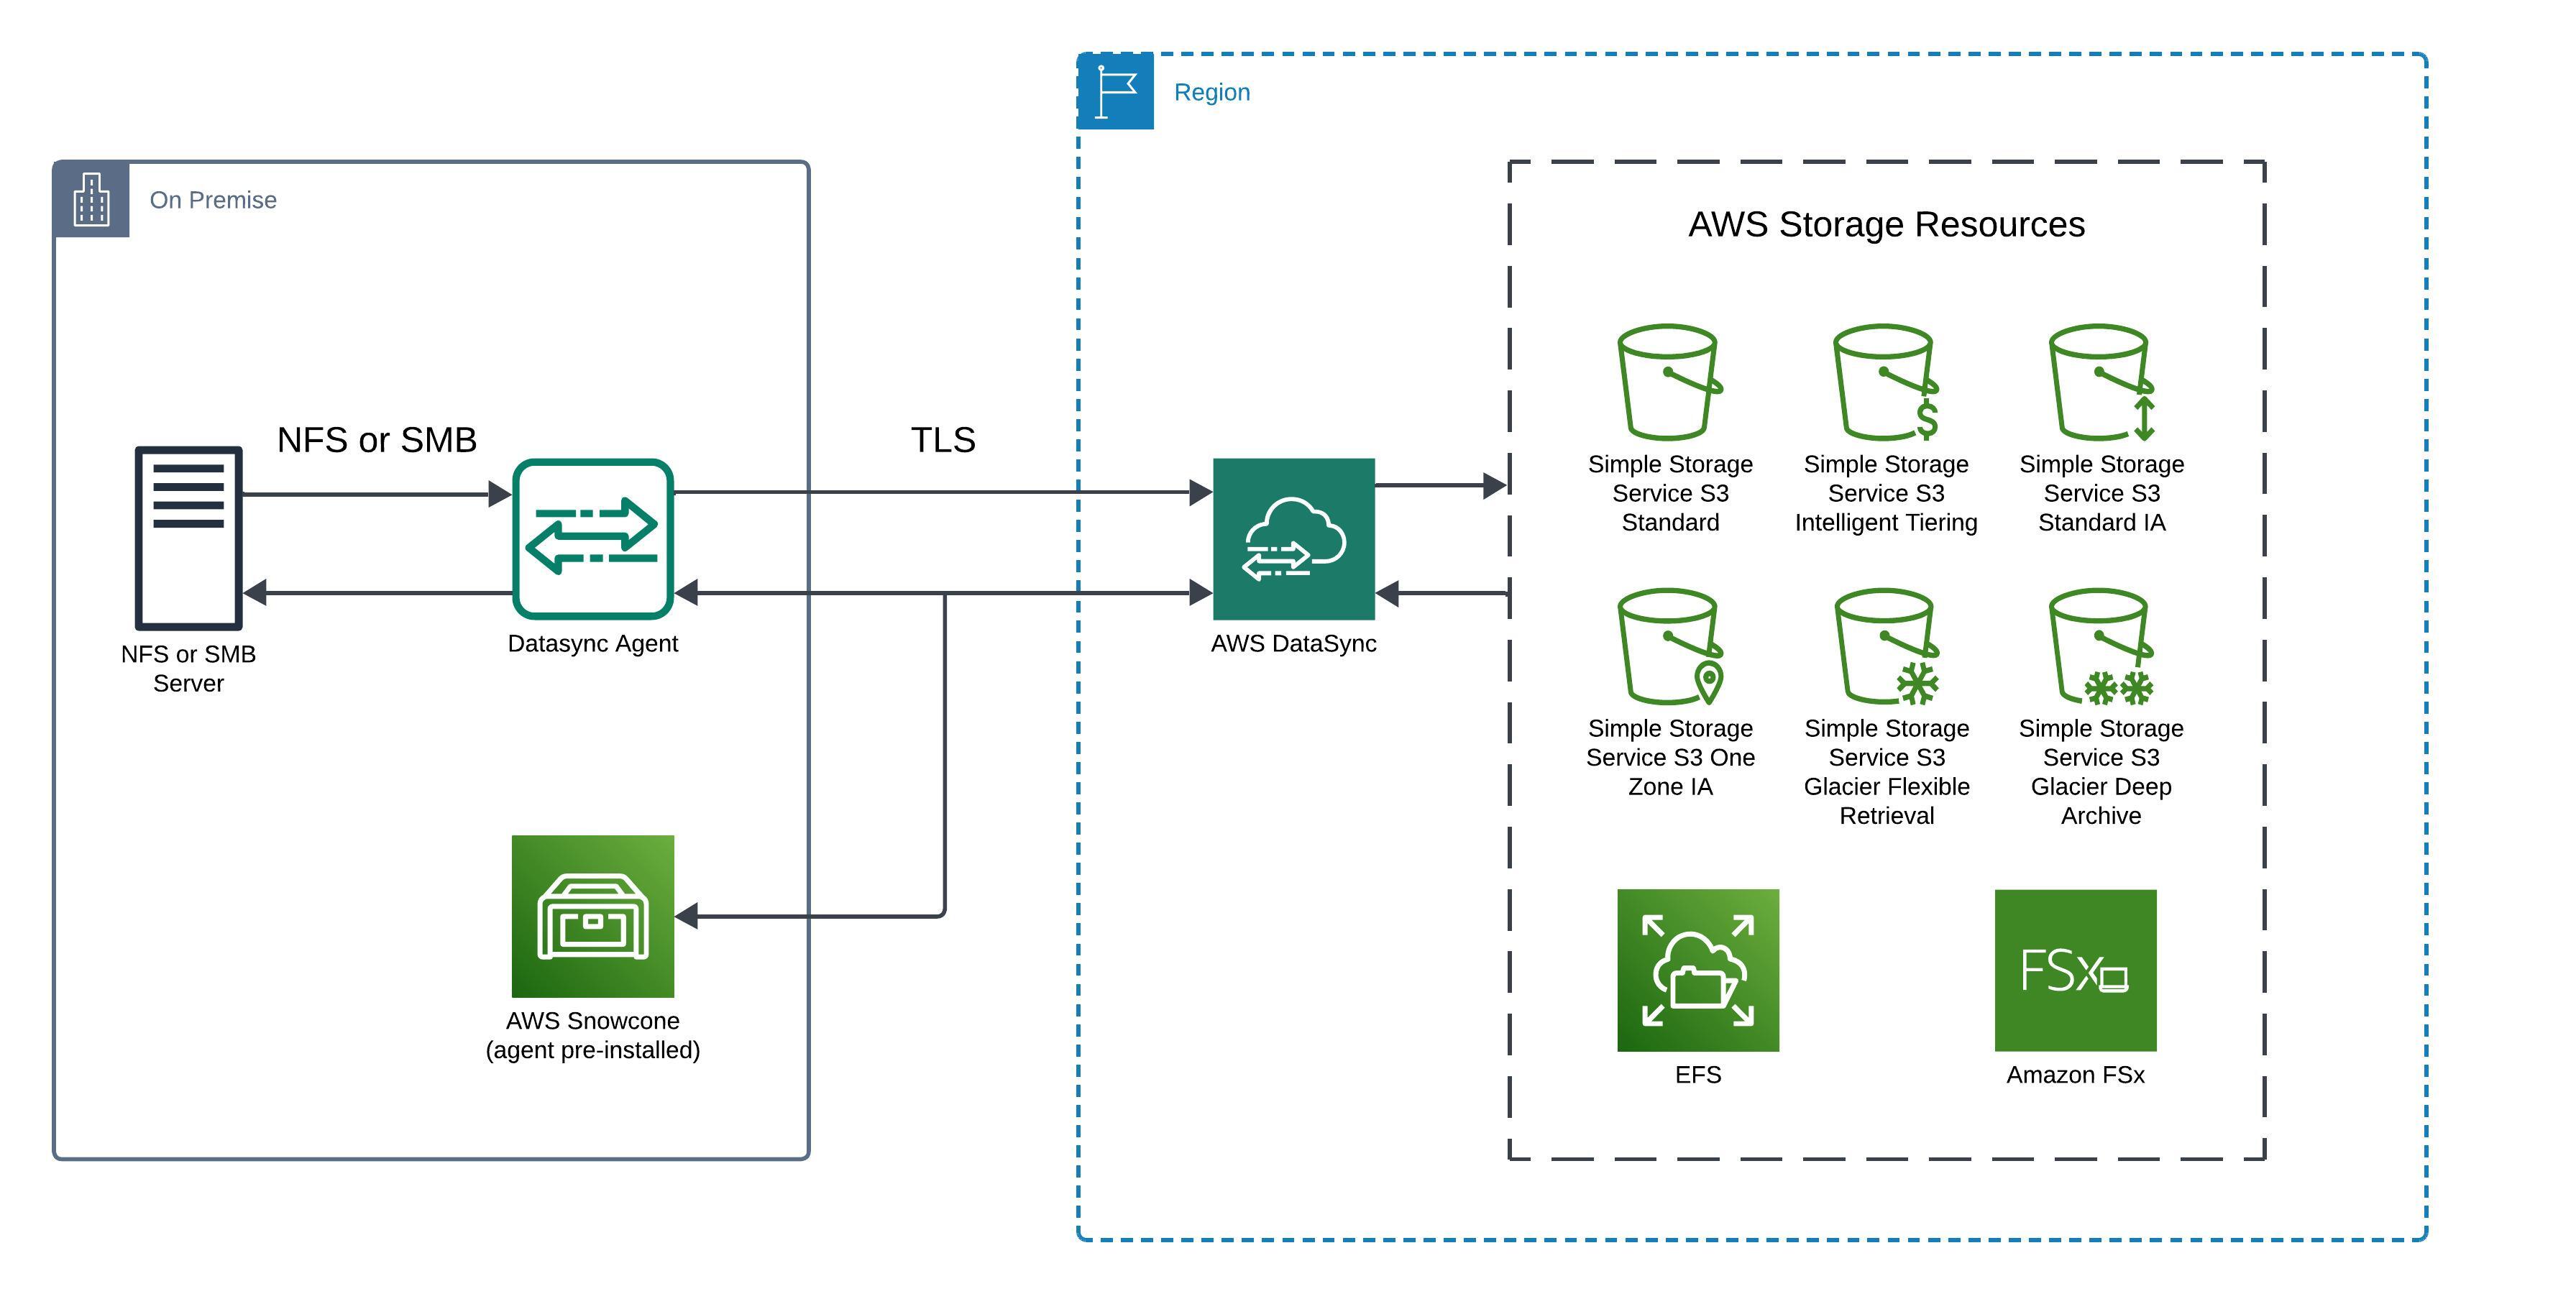 Region
On Premise
AWS Storage Resources
NFS or SMB
TLS
NFS or SMB
Server
Datasync Agent
AWS DataSync
AWS Snowcone
(agent pre-installed)
Simple Storage
Service S3
Standard
Simple Storage
Service S3
Intelligent Tiering
Simple Storage
Service S3
Standard IA
Simple Storage
Service S3 One
Zone IA
Simple Storage
Service S3
Glacier Flexible
Retrieval
Simple Storage
Service S3
Glacier Deep
Archive
EFS
FSx
Amazon FSx